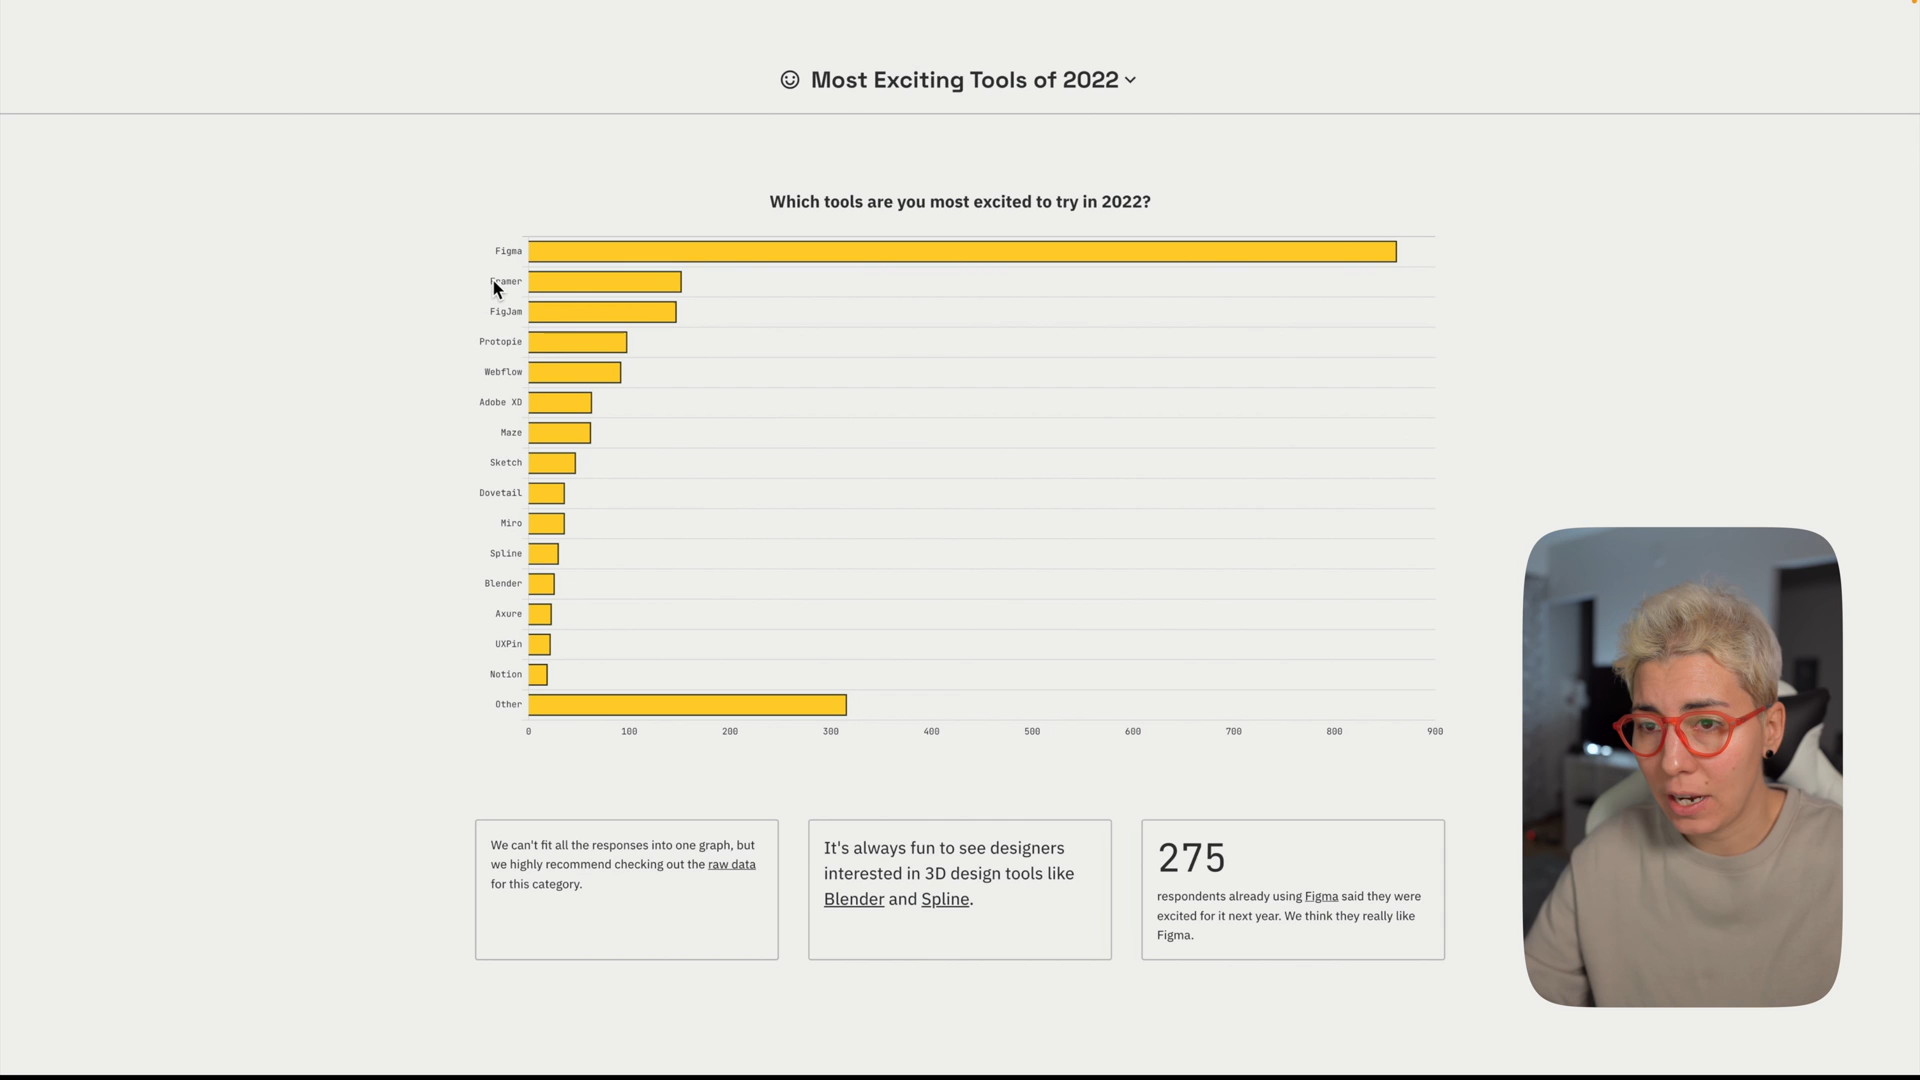 Most Exciting Tools of 2022
Which tools are you most excited to try in 2022?
Figma
Framer
FigJam
Protopie
Webflow
Adobe XD
Maze
Sketch
Dovetail
Miro
Spline
Blender
Axure
UXPin
Notion
Other
0 100 200 300 400 500 600 700 800 900
We can't fit all the responses into one graph, but
we highly recommend checking out the raw data
for this category.
It's always fun to see designers
interested in 3D design tools like
Blender and Spline.
275
respondents already using Figma said they were
excited for it next year. We think they really like
Figma.